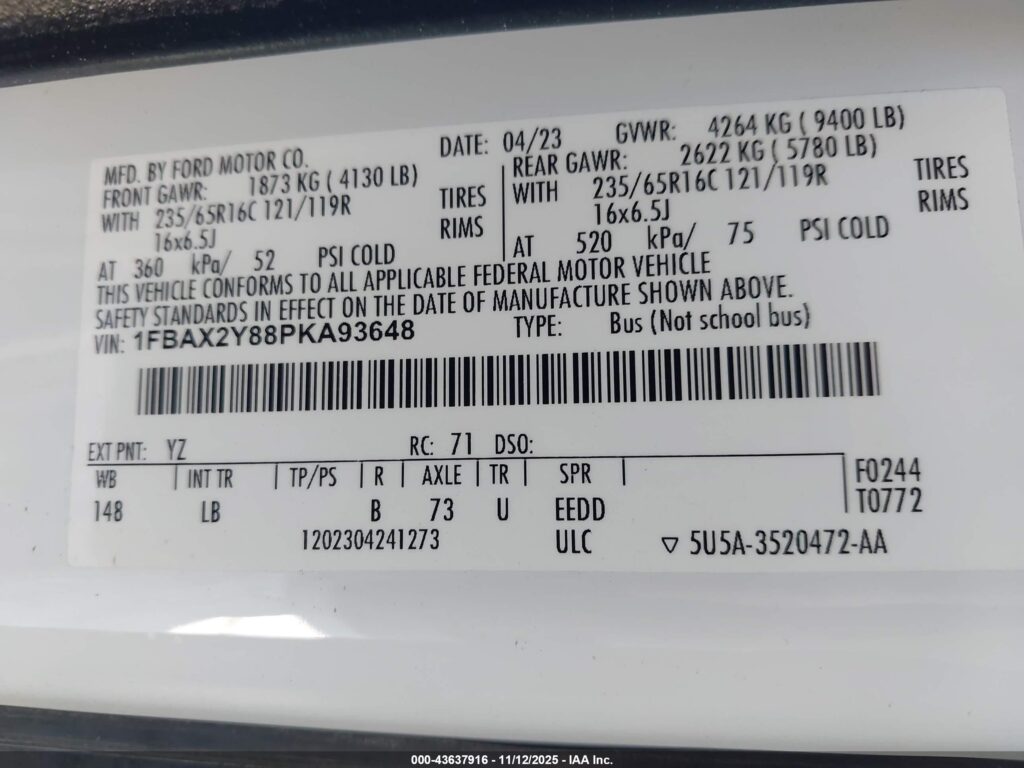 MFD. BY FORD MOTOR CO. DATE: 04/23 GVWR: 4264 KG ( 9400 LB)
FRONT GAWR: 1873 KG ( 4130 LB)
WITH 235/65R16C 121/119R TIRES
16x6.5J RIMS
AT 360 kPa/ 52 PSI COLD
REAR GAWR: 2622 KG ( 5780 LB)
WITH 235/65R16C 121/119R TIRES
16x6.5J RIMS
AT 520 kPa/ 75 PSI COLD
THIS VEHICLE CONFORMS TO ALL APPLICABLE FEDERAL MOTOR VEHICLE
SAFETY STANDARDS IN EFFECT ON THE DATE OF MANUFACTURE SHOWN ABOVE.
VIN: 1FBAX2Y88PKA93648 TYPE: Bus (Not school bus)
EXT PNT: YZ RC: 71 DSO:
WB INT TR TP/PS R AXLE TR SPR F0244
148 LB B 73 U EEDD T0772
1202304241273 ULC ▽ 5U5A-3520472-AA
000-43637916 - 11/12/2025 - IAA Inc.